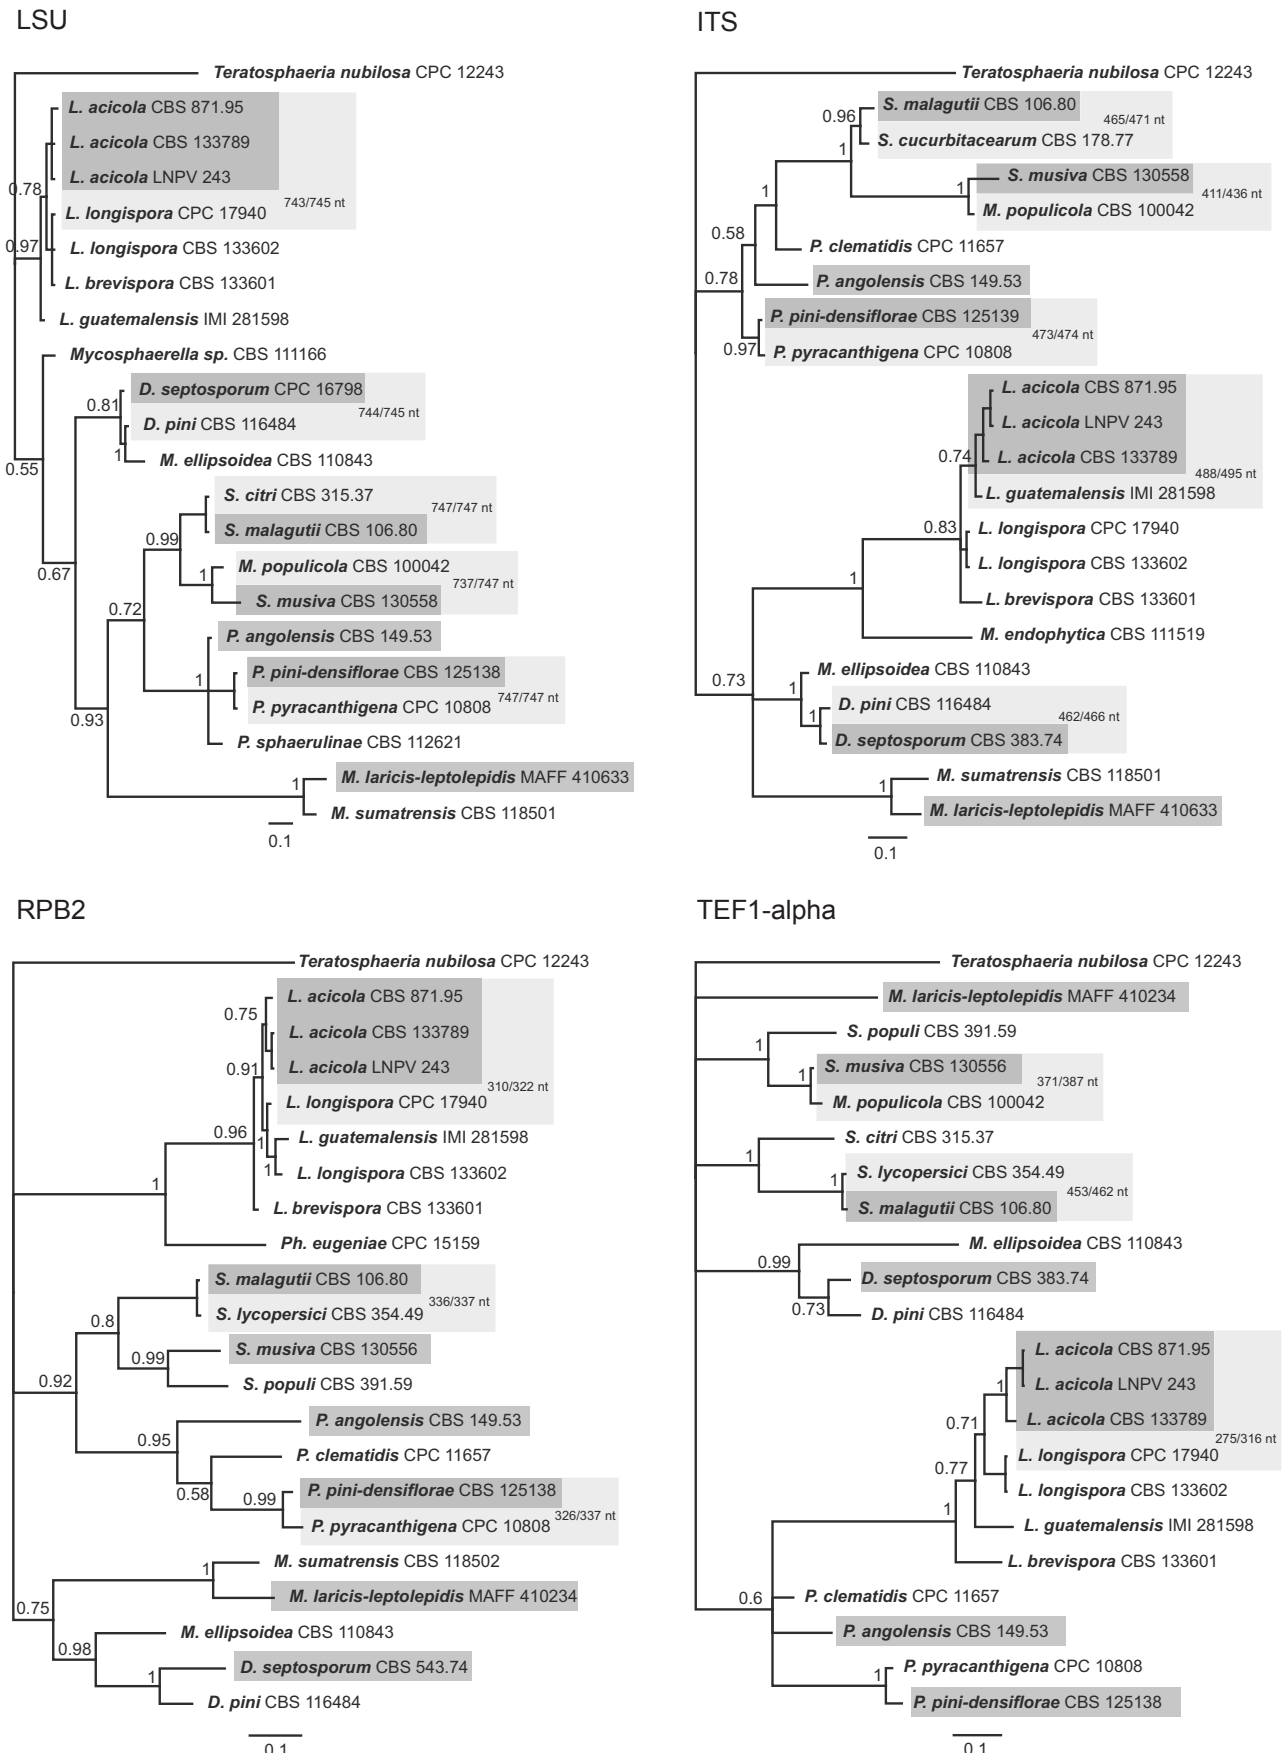 LSU
Teratosphaeria nubilosa CPC 12243
L. acicola CBS 871.95
L. acicola CBS 133789
0.78
L. acicola LNPV 243
743/745 nt
L. longispora CPC 17940
0.97
L. longispora CBS 133602
L. brevispora CBS 133601
L. guatemalensis IMI 281598
Mycosphaerella sp. CBS 111166
D. septosporum CPC 16798
0.81
744/745 nt
D. pini CBS 116484
1
M. ellipsoidea CBS 110843
0.55
S. citri CBS 315.37
747/747 nt
S. malagutii CBS 106.80
0.99
M. populicola CBS 100042
0.67
1
737/747 nt
S. musiva CBS 130558
0.72
P. angolensis CBS 149.53
P. pini-densiflorae CBS 125138
1
747/747 nt
P. pyracanthigena CPC 10808
0.93
P. sphaerulinae CBS 112621
M. laricis-leptolepidis MAFF 410633
1
M. sumatrensis CBS 118501
0.1
ITS
Teratosphaeria nubilosa CPC 12243
S. malagutii CBS 106.80
0.96
465/471 nt
S. cucurbitacearum CBS 178.77
1
S. musiva CBS 130558
1
1
411/436 nt
M. populicola CBS 100042
0.58
P. clematidis CPC 11657
0.78
P. angolensis CBS 149.53
P. pini-densiflorae CBS 125139
473/474 nt
0.97
P. pyracanthigena CPC 10808
L. acicola CBS 871.95
L. acicola LNPV 243
0.74
L. acicola CBS 133789
488/495 nt
L. guatemalensis IMI 281598
0.83
L. longispora CPC 17940
L. longispora CBS 133602
1
L. brevispora CBS 133601
M. endophytica CBS 111519
M. ellipsoidea CBS 110843
0.73
1
D. pini CBS 116484
1
462/466 nt
D. septosporum CBS 383.74
M. sumatrensis CBS 118501
1
M. laricis-leptolepidis MAFF 410633
0.1
RPB2
Teratosphaeria nubilosa CPC 12243
L. acicola CBS 871.95
0.75
L. acicola CBS 133789
0.91
L. acicola LNPV 243
310/322 nt
L. longispora CPC 17940
0.96
1
L. guatemalensis IMI 281598
1
L. longispora CBS 133602
1
L. brevispora CBS 133601
Ph. eugeniae CPC 15159
S. malagutii CBS 106.80
336/337 nt
S. lycopersici CBS 354.49
0.8
S. musiva CBS 130556
0.99
0.92
S. populi CBS 391.59
P. angolensis CBS 149.53
0.95
P. clematidis CPC 11657
0.58
P. pini-densiflorae CBS 125138
0.99
326/337 nt
P. pyracanthigena CPC 10808
M. sumatrensis CBS 118502
1
M. laricis-leptolepidis MAFF 410234
0.75
M. ellipsoidea CBS 110843
0.98
D. septosporum CBS 543.74
1
D. pini CBS 116484
0.1
TEF1-alpha
Teratosphaeria nubilosa CPC 12243
M. laricis-leptolepidis MAFF 410234
S. populi CBS 391.59
1
S. musiva CBS 130556
1
371/387 nt
M. populicola CBS 100042
S. citri CBS 315.37
1
S. lycopersici CBS 354.49
1
453/462 nt
S. malagutii CBS 106.80
M. ellipsoidea CBS 110843
0.99
D. septosporum CBS 383.74
0.73
D. pini CBS 116484
L. acicola CBS 871.95
1
L. acicola LNPV 243
0.71
L. acicola CBS 133789
275/316 nt
L. longispora CPC 17940
0.77
L. longispora CBS 133602
1
L. guatemalensis IMI 281598
L. brevispora CBS 133601
0.6
P. clematidis CPC 11657
P. angolensis CBS 149.53
P. pyracanthigena CPC 10808
1
P. pini-densiflorae CBS 125138
0.1